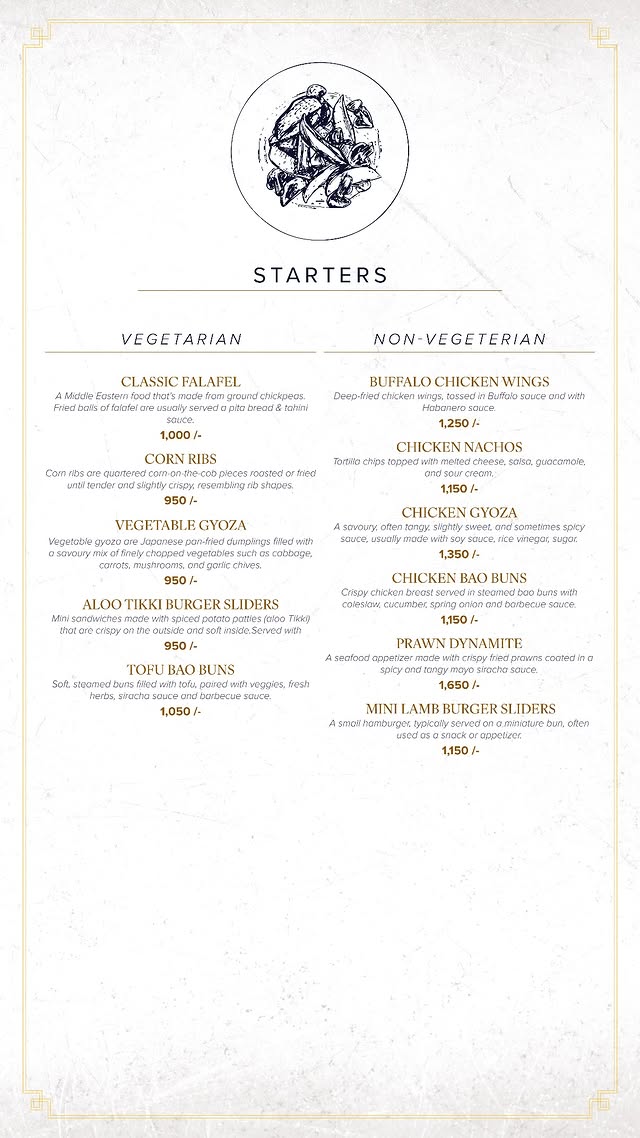 STARTERS
VEGETARIAN
CLASSIC FALAFEL
A Middle Eastern food that's made from ground chickpeas.
Fried balls of falafel are usually served a pita bread & tahini
sauce.
1,000 /-
CORN RIBS
Corn ribs are quartered corn-on-the-cob pieces roasted or fried
until tender and slightly crispy, resembling rib shapes.
950 /-
VEGETABLE GYOZA
Vegetable gyoza are Japanese pan-fried dumplings filled with
a savoury mix of finely chopped vegetables such as cabbage,
carrots, mushrooms, and garlic chives.
950 /-
ALOO TIKKI BURGER SLIDERS
Mini sandwiches made with spiced potato patties (aloo Tikki)
that are crispy on the outside and soft inside.Served with
950 /-
TOFU BAO BUNS
Soft, steamed buns filled with tofu, paired with veggies, fresh
herbs, siracha sauce and barbecue sauce.
1,050 /-
NON-VEGETERIAN
BUFFALO CHICKEN WINGS
Deep-fried chicken wings, tossed in Buffalo sauce and with
Habanero sauce.
1,250 /-
CHICKEN NACHOS
Tortilla chips topped with melted cheese, salsa, guacamole,
and sour cream.
1,150 /-
CHICKEN GYOZA
A savoury, often tangy, slightly sweet, and sometimes spicy
sauce, usually made with soy sauce, rice vinegar, sugar.
1,350 /-
CHICKEN BAO BUNS
Crispy chicken breast served in steamed bao buns with
coleslaw, cucumber, spring onion and barbecue sauce.
1,150 /-
PRAWN DYNAMITE
A seafood appetizer made with crispy fried prawns coated in a
spicy and tangy mayo siracha sauce.
1,650 /-
MINI LAMB BURGER SLIDERS
A small hamburger, typically served on a miniature bun, often
used as a snack or appetizer.
1,150 /-